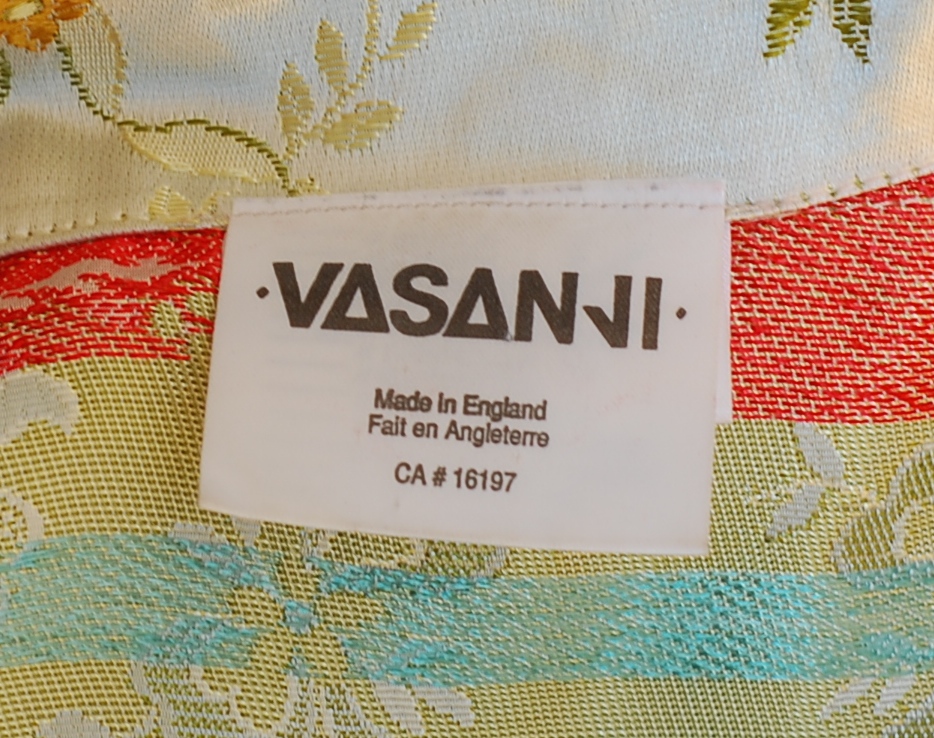 ·VASANJI·
Made In England
Fait en Angleterre
CA # 16197